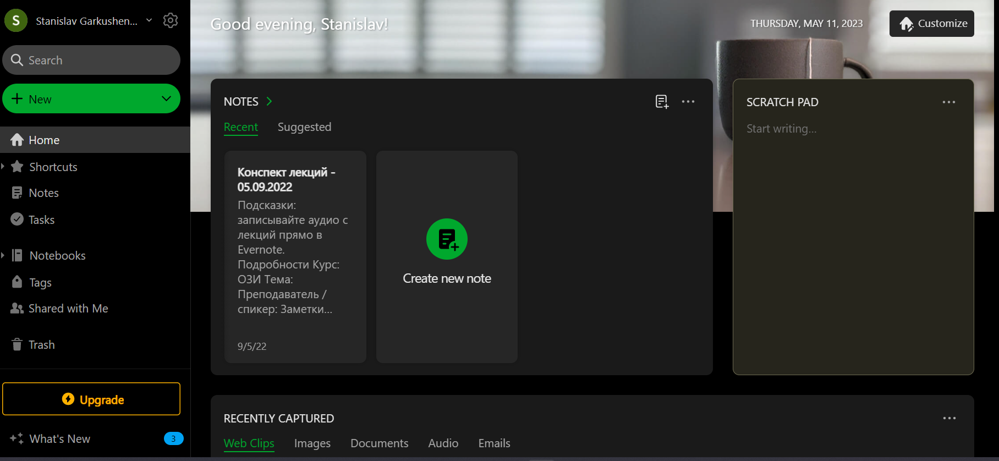 S
Stanislav Garkushen...
Search
New
Home
Shortcuts
Notes
Tasks
Notebooks
Tags
Shared with Me
Trash
Upgrade
What's New
3
Good evening, Stanislav!
THURSDAY, MAY 11, 2023
Customize
NOTES
Recent
Suggested
Конспект лекций -
05.09.2022
Подсказки:
записывайте аудио с
лекций прямо в
Evernote.
Подробности Курс:
ОЗИ Тема:
Преподаватель /
спикер: Заметки...
9/5/22
Create new note
SCRATCH PAD
Start writing...
RECENTLY CAPTURED
Web Clips
Images
Documents
Audio
Emails